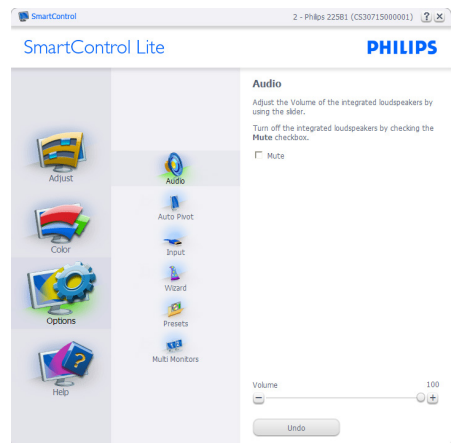 SmartControl
2 - Philips 225B1 (CS30715000001) ? X
SmartControl Lite
PHILIPS
Adjust
Color
Options
Help
Audio
Auto Pivot
Input
Wizard
Presets
Multi Monitors
Audio
Adjust the Volume of the integrated loudspeakers by
using the slider.
Turn off the integrated loudspeakers by checking the
Mute checkbox.
Mute
Volume 100
Undo